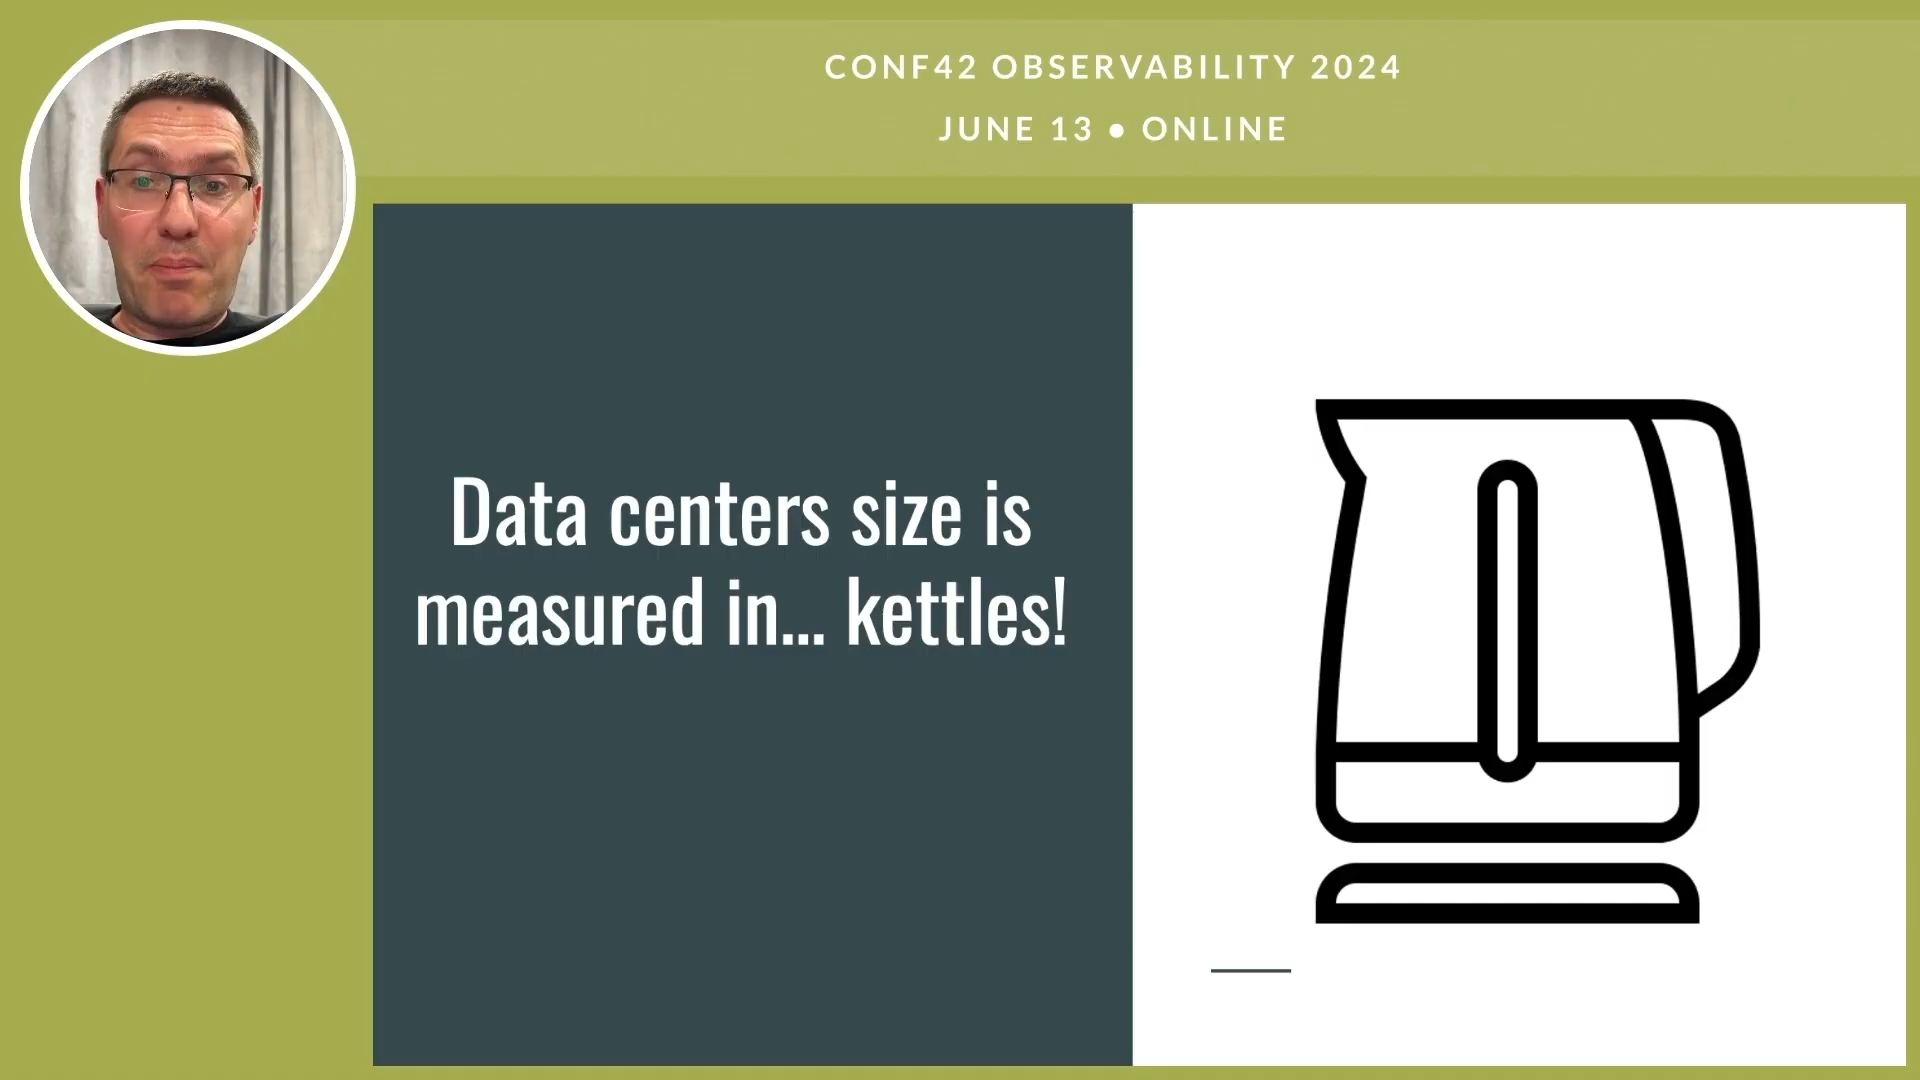 CONF42 OBSERVABILITY 2024
JUNE 13 ● ONLINE
Data centers size is
measured in... kettles!